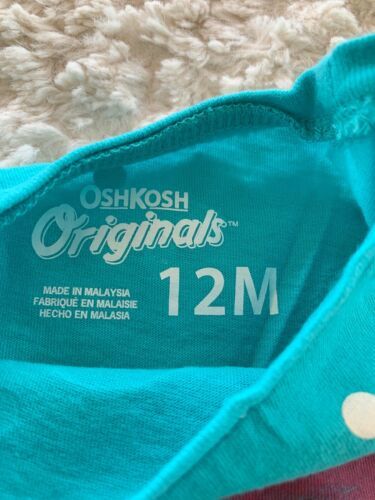 OSHKOSH
Originals™
12M
MADE IN MALAYSIA
FABRIQUÉ EN MALAISIE
HECHO EN MALASIA